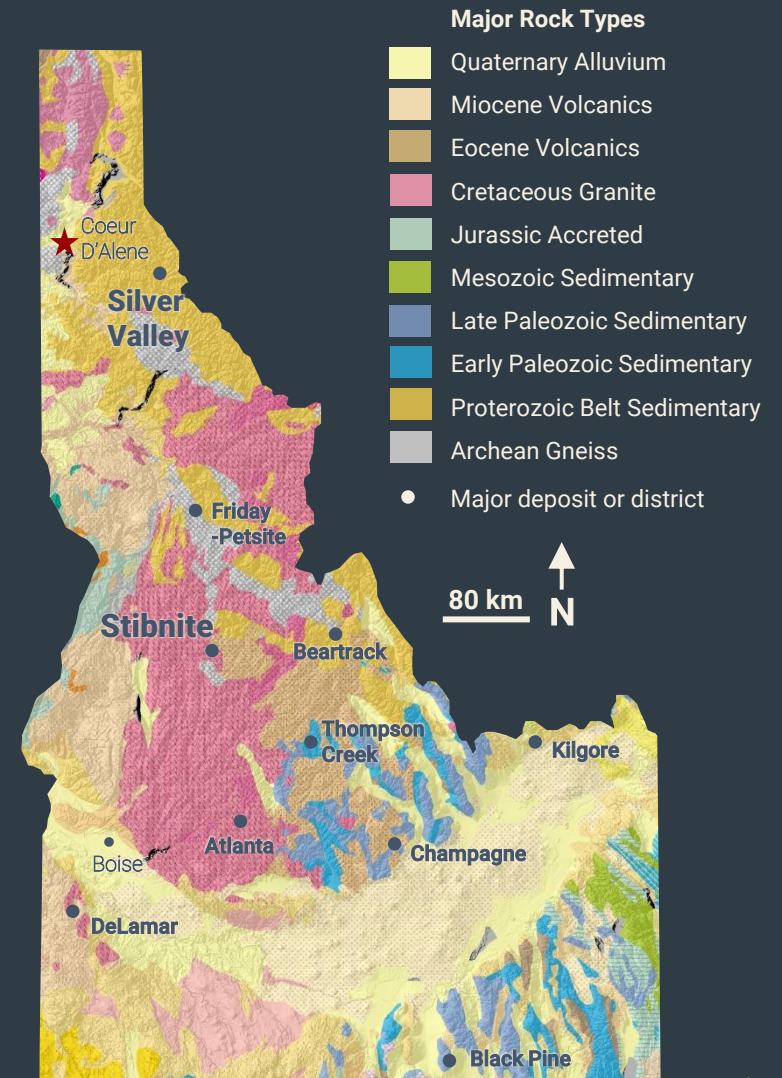 Major Rock Types
Quaternary Alluvium
Miocene Volcanics
Eocene Volcanics
Cretaceous Granite
Jurassic Accreted
Mesozoic Sedimentary
Late Paleozoic Sedimentary
Early Paleozoic Sedimentary
Proterozoic Belt Sedimentary
Archean Gneiss
Major deposit or district
80 km
N
Coeur
D'Alene
Silver
Valley
Friday
-Petsite
Stibnite
Beartrack
Thompson
Creek
Kilgore
Atlanta
Boise
Champagne
DeLamar
Black Pine